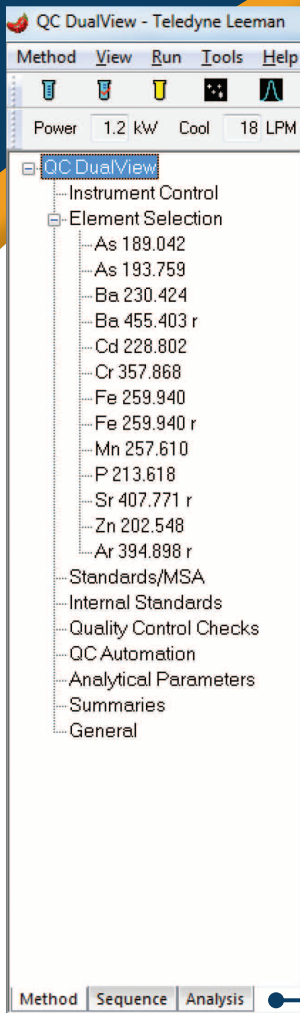 QC DualView - Teledyne Leeman
Method View Run Tools Help
Power 1.2 kW Cool 18 LPM
QC DualView
Instrument Control
Element Selection
As 189.042
As 193.759
Ba 230.424
Ba 455.403 r
Cd 228.802
Cr 357.868
Fe 259.940
Fe 259.940 r
Mn 257.610
P 213.618
Sr 407.771 r
Zn 202.548
Ar 394.898 r
Standards/MSA
Internal Standards
Quality Control Checks
QC Automation
Analytical Parameters
Summaries
General
Method Sequence Analysis